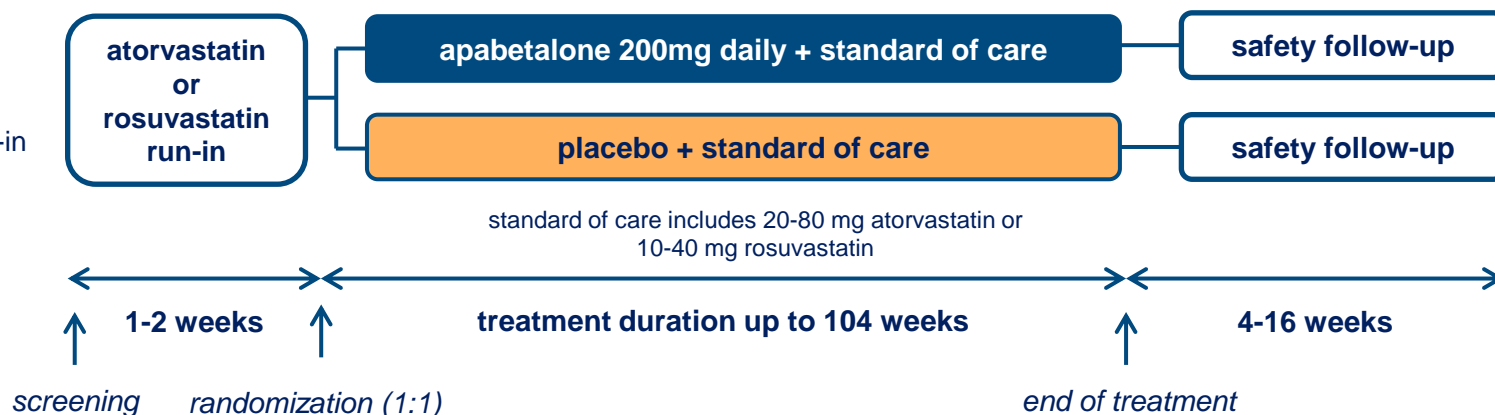 atorvastatin
or
rosuvastatin
run-in
-in
apabetalone 200mg daily + standard of care
safety follow-up
placebo + standard of care
safety follow-up
standard of care includes 20-80 mg atorvastatin or
10-40 mg rosuvastatin
1-2 weeks
treatment duration up to 104 weeks
4-16 weeks
screening
randomization (1:1)
end of treatment